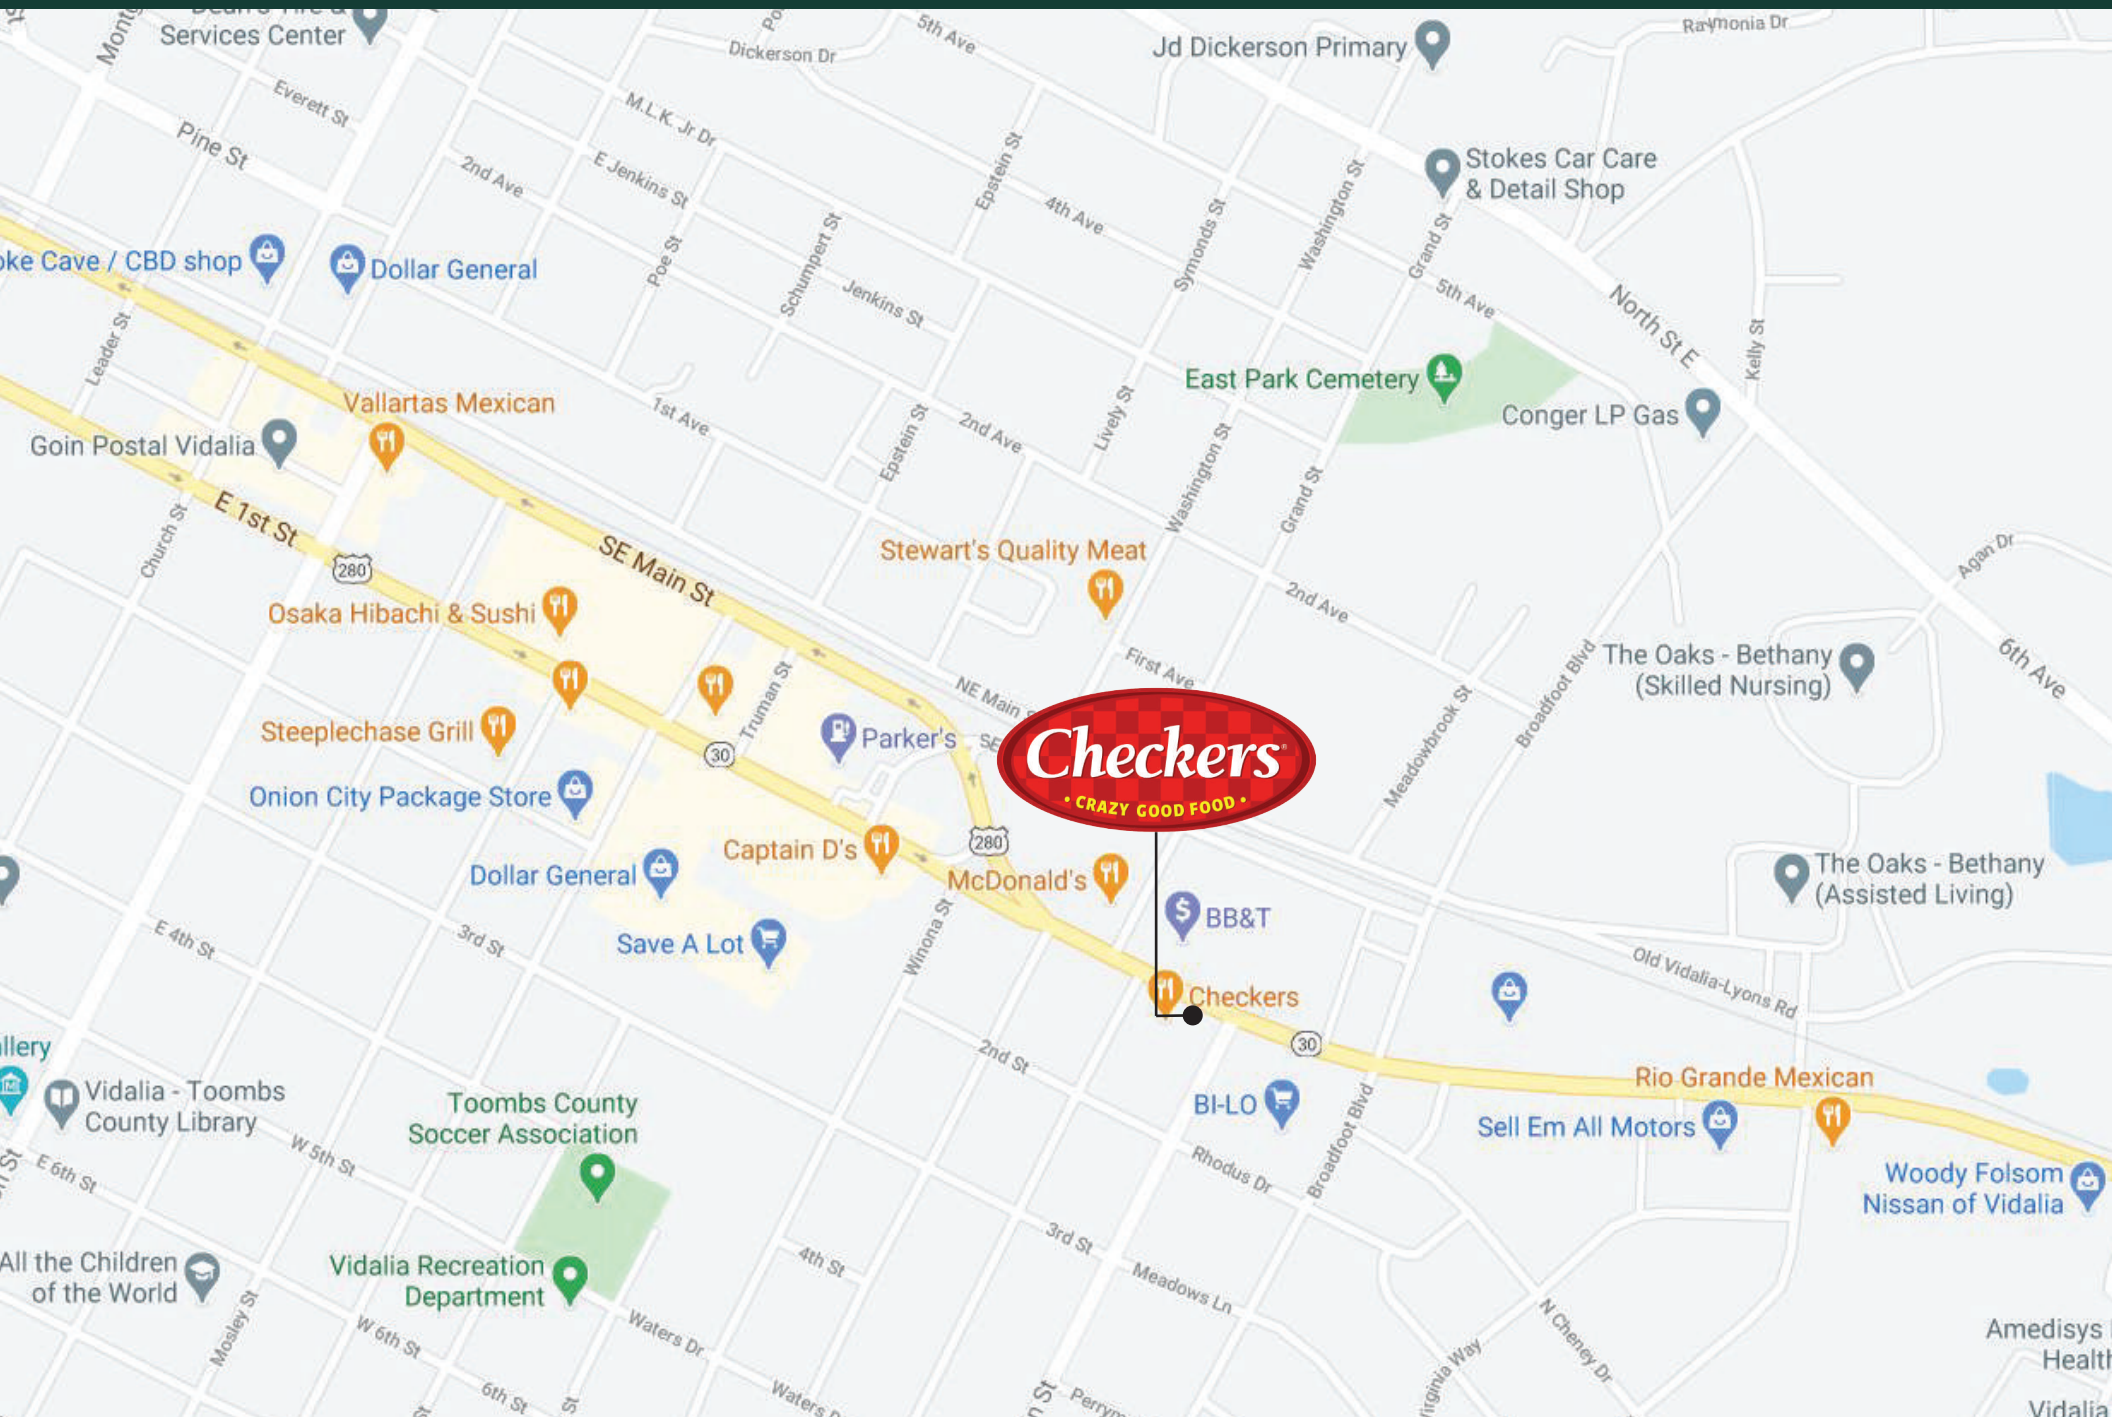 Services Center
Everett St
Pine St
Dickerson Dr
5th Ave
Jd Dickerson Primary
Raymonia Dr
M.L.K. Jr Dr
E Jenkins St
2nd Ave
Epstein St
4th Ave
Stokes Car Care
& Detail Shop
Washington St
Symonds St
Grand St
Poe St
Schumpert St
Jenkins St
Cave / CBD shop
Dollar General
5th Ave
North St E
Kelly St
Leader St
East Park Cemetery
Conger LP Gas
Vallartas Mexican
Goin Postal Vidalia
1st Ave
Epstein St
2nd Ave
Lively St
Washington St
Grand St
E 1st St
Church St
280
SE Main St
Stewart's Quality Meat
2nd Ave
Agan Dr
Osaka Hibachi & Sushi
First Ave
Broadfoot Blvd
The Oaks - Bethany
(Skilled Nursing)
6th Ave
NE Main
Meadowbrook St
Steeplechase Grill
Truman St
30
Parker's
SE
Checkers
• CRAZY GOOD FOOD •
Onion City Package Store
Captain D's
280
McDonald's
Dollar General
The Oaks - Bethany
(Assisted Living)
BB&T
Save A Lot
Winona St
E 4th St
3rd St
Old Vidalia-Lyons Rd
Checkers
30
2nd St
Vidalia - Toombs
County Library
Toombs County
Soccer Association
BI-LO
Broadfoot Blvd
Rio Grande Mexican
Sell Em All Motors
W 5th St
E 6th St
Rhodus Dr
Woody Folsom
Nissan of Vidalia
All the Children
of the World
Vidalia Recreation
Department
4th St
3rd St
Meadows Ln
Mosley St
W 6th St
Waters Dr
N Cheney Dr
Amedisys
6th St
St
Waters
St
Vidalia